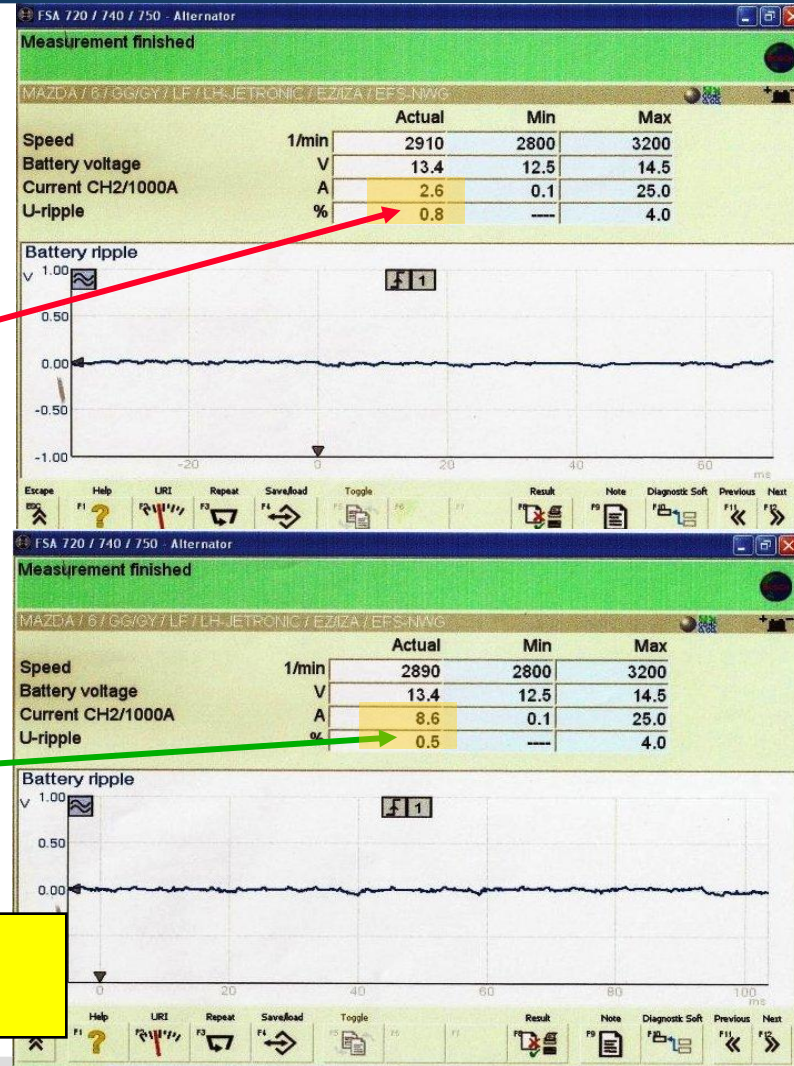 FSA 720 / 740 / 750 - Alternator
Measurement finished
MAZDA / 6 / GG/GY / LF / LH-JETRONIC / EZ/IZA / EFS-NWG
Actual Min Max
Speed 1/min 2910 2800 3200
Battery voltage V 13.4 12.5 14.5
Current CH2/1000A A 2.6 0.1 25.0
U-ripple % 0.8 ---- 4.0
Battery ripple
V 1.00
1
0.50
0.00
-0.50
-1.00
-20 0 20 40 60
ms
Escape Help URI Repeat Save/load Toggle Result Note Diagnostic Soft Previous Next
ESC F1 F2 F3 F4 F5 F6 F7 F8 F9 F10 F11 F12
FSA 720 / 740 / 750 - Alternator
Measurement finished
MAZDA / 6 / GG/GY / LF / LH-JETRONIC / EZ/IZA / EFS-NWG
Actual Min Max
Speed 1/min 2890 2800 3200
Battery voltage V 13.4 12.5 14.5
Current CH2/1000A A 8.6 0.1 25.0
U-ripple % 0.5 ---- 4.0
Battery ripple
V 1.00
1
0.50
0.00
0 20 40 60 80 100
ms
Help URI Repeat Save/load Toggle Result Note Diagnostic Soft Previous Next
F1 F2 F3 F4 F5 F6 F7 F8 F9 F10 F11 F12